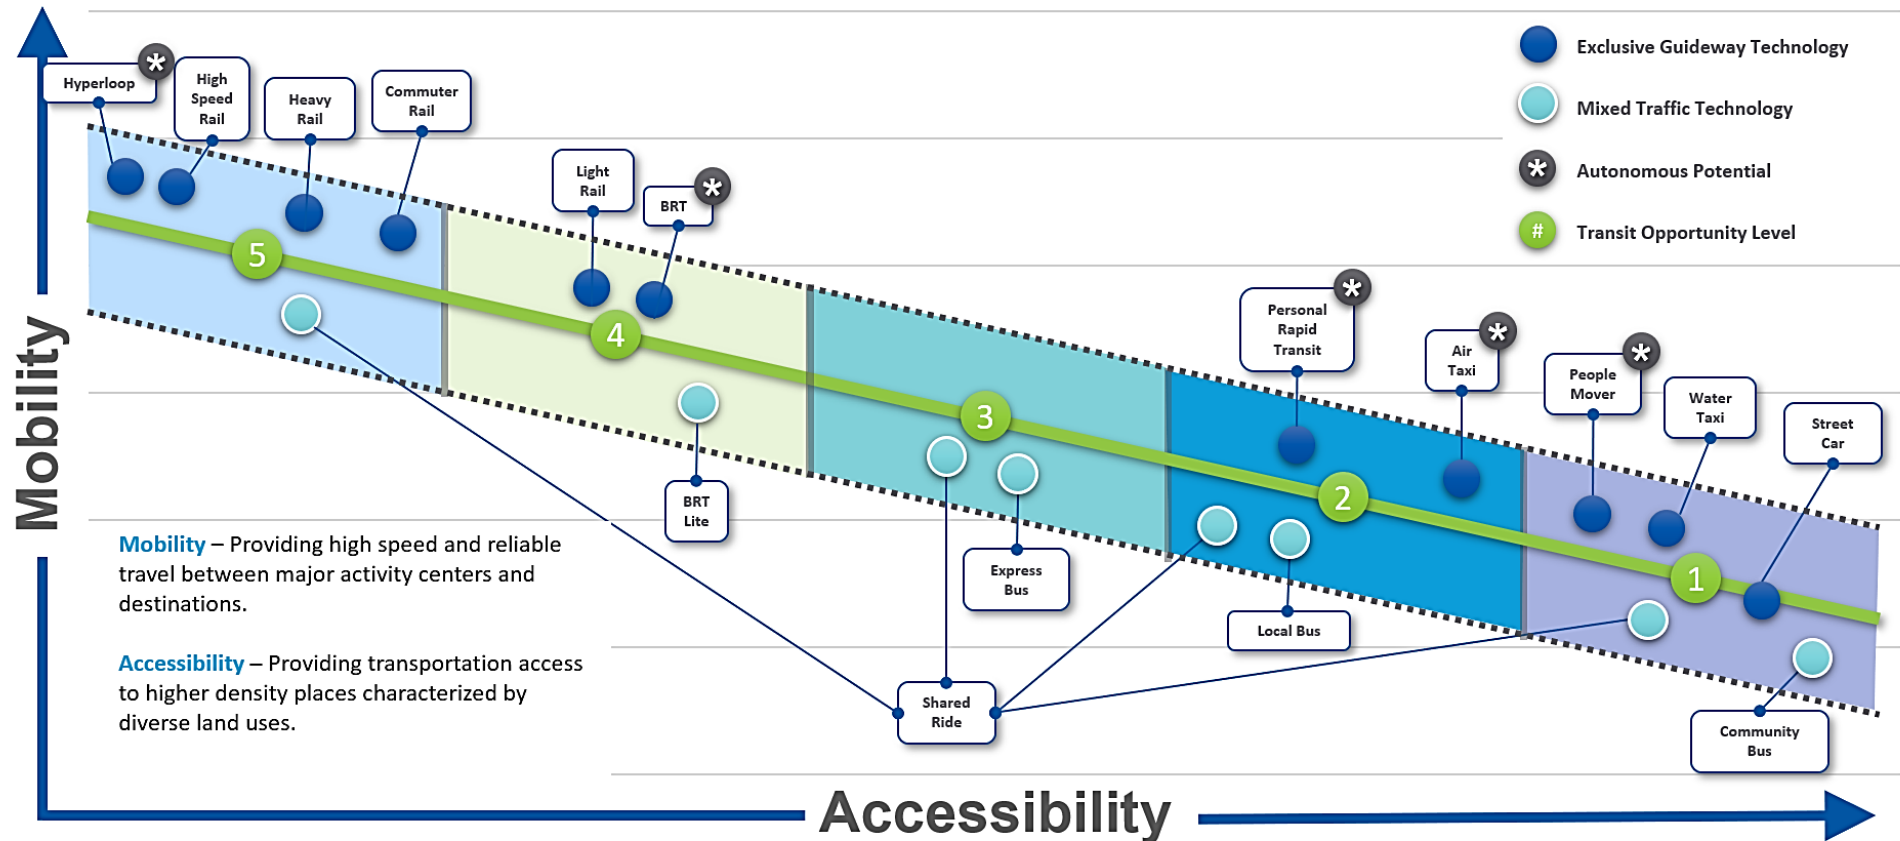 Hyperloop
*
High
Speed
Rail
Heavy
Rail
Commuter
Rail
Light
Rail
BRT
*
Exclusive Guideway Technology
Mixed Traffic Technology
*
Autonomous Potential
#
Transit Opportunity Level
Personal
Rapid
Transit
*
Air
Taxi
*
People
Mover
*
Water
Taxi
Street
Car
5
4
3
2
1
BRT
Lite
Express
Bus
Local Bus
Shared
Ride
Community
Bus
Mobility
Mobility – Providing high speed and reliable
travel between major activity centers and
destinations.
Accessibility – Providing transportation access
to higher density places characterized by
diverse land uses.
Accessibility